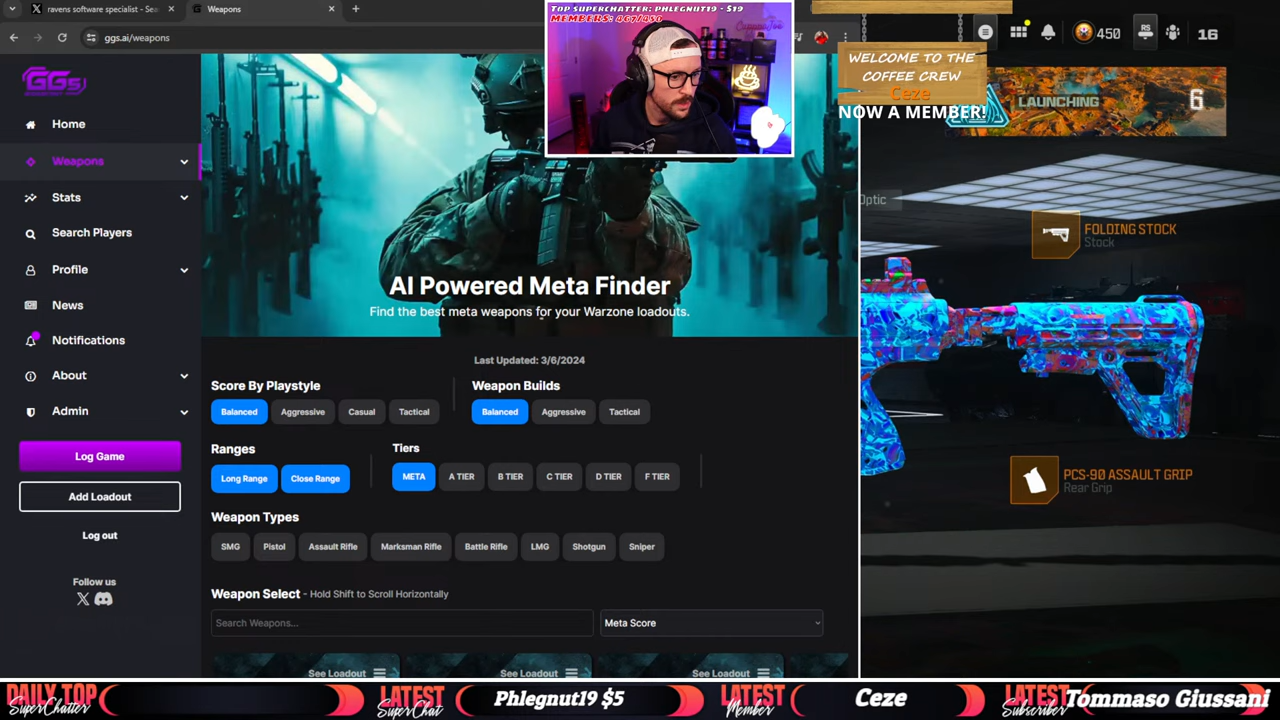 ravens software specialist - Sea
Weapons
ggs.ai/weapons
GGs
Home
Weapons
Stats
Search Players
Profile
News
Notifications
About
Admin
Log Game
Add Loadout
Log out
Follow us
AI Powered Meta Finder
Find the best meta weapons for your Warzone loadouts.
Last Updated: 3/6/2024
Score By Playstyle
Balanced
Aggressive
Casual
Tactical
Weapon Builds
Balanced
Aggressive
Tactical
Ranges
Long Range
Close Range
Tiers
META
A TIER
B TIER
C TIER
D TIER
F TIER
Weapon Types
SMG
Pistol
Assault Rifle
Marksman Rifle
Battle Rifle
LMG
Shotgun
Sniper
Weapon Select - Hold Shift to Scroll Horizontally
Search Weapons...
Meta Score
See Loadout
See Loadout
See Loadout
Top Superchatter: Phlegnut19 - $19
Members: 467/450
WELCOME TO THE
COFFEE CREW
Ceze
NOW A MEMBER!
450
RS
16
LAUNCHING
6
Optic
FOLDING STOCK
Stock
PCS-90 ASSAULT GRIP
Rear Grip
DAILY TOP
SuperChatter
LATEST
SuperChat
Phlegnut19 $5
LATEST
Member
Ceze
LATEST
Subscriber
Tommaso Giussani